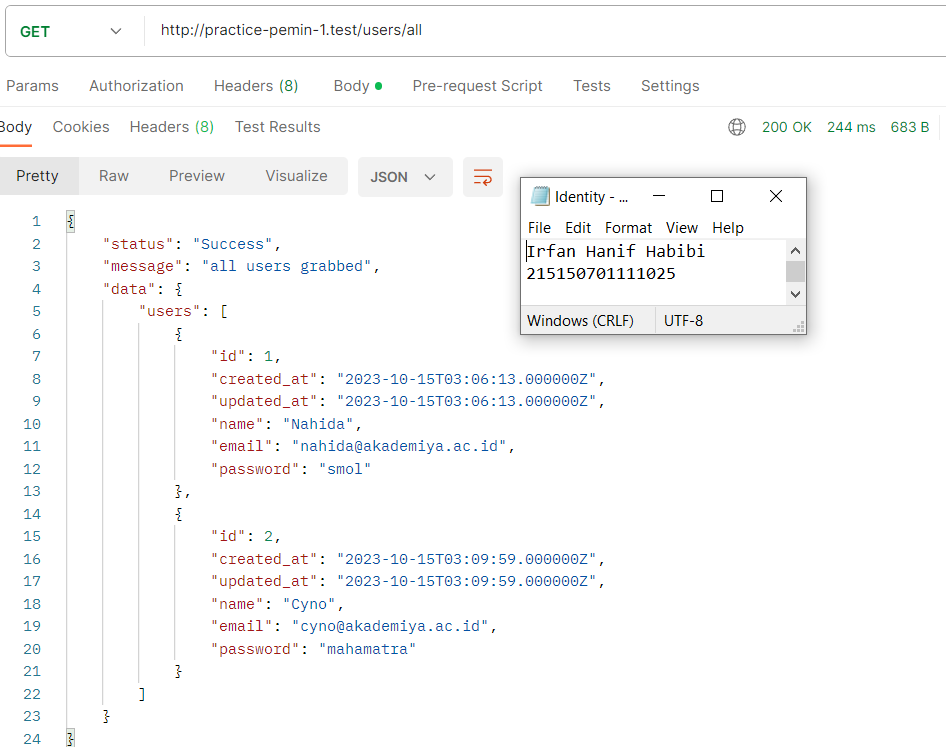 GET http://practice-pemin-1.test/users/all
Params Authorization Headers (8) Body Pre-request Script Tests Settings
Body Cookies Headers (8) Test Results 200 OK 244 ms 683 B
Pretty Raw Preview Visualize JSON
Identity - ...
File Edit Format View Help
Irfan Hanif Habibi
215150701111025
Windows (CRLF) UTF-8
1 {
2 "status": "Success",
3 "message": "all users grabbed",
4 "data": {
5 "users": [
6 {
7 "id": 1,
8 "created_at": "2023-10-15T03:06:13.000000Z",
9 "updated_at": "2023-10-15T03:06:13.000000Z",
10 "name": "Nahida",
11 "email": "nahida@akademiya.ac.id",
12 "password": "smol"
13 },
14 {
15 "id": 2,
16 "created_at": "2023-10-15T03:09:59.000000Z",
17 "updated_at": "2023-10-15T03:09:59.000000Z",
18 "name": "Cyno",
19 "email": "cyno@akademiya.ac.id",
20 "password": "mahamatra"
21 }
22 ]
23 }
24 }